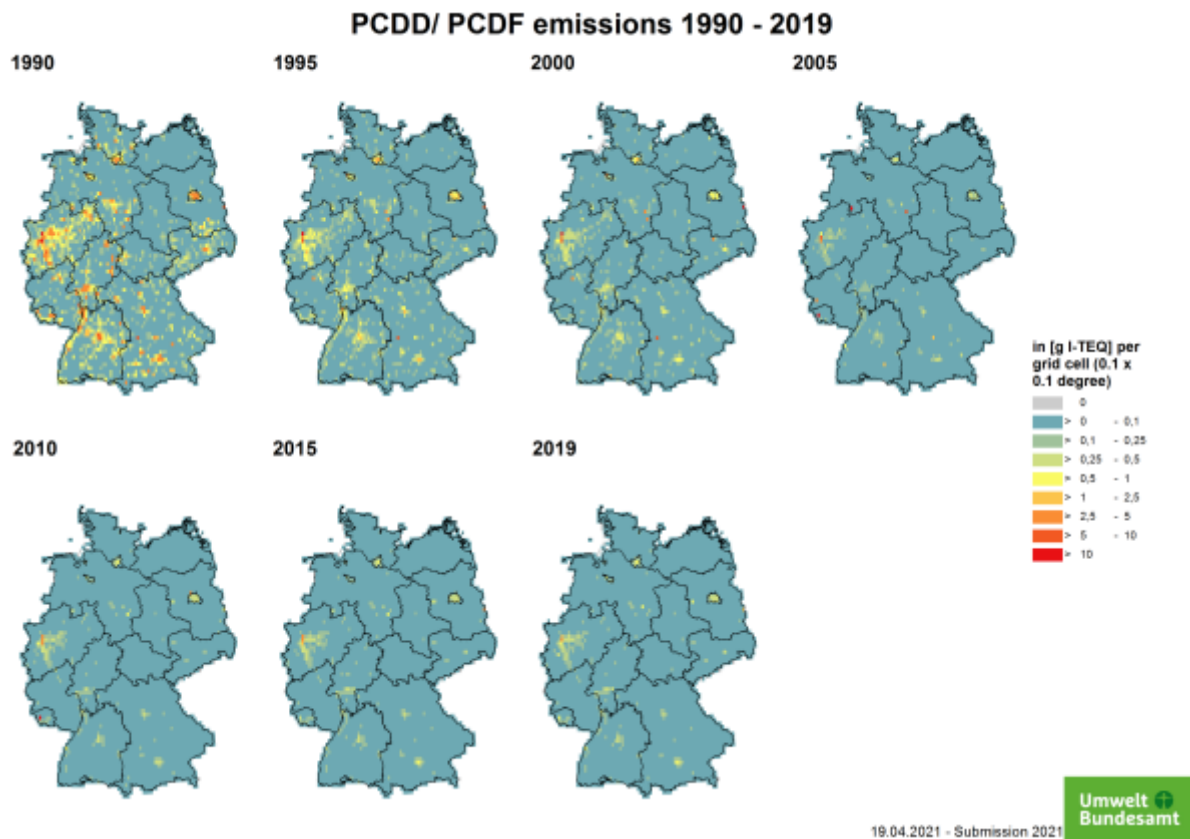 PCDD/ PCDF emissions 1990 - 2019
1990
1995
2000
2005
in [g I-TEQ] per
grid cell (0.1 x
0.1 degree)
0
> 0 - 0,1
> 0,1 - 0,25
> 0,25 - 0,5
> 0,5 - 1
> 1 - 2,5
> 2,5 - 5
> 5 - 10
> 10
2010
2015
2019
Umwelt
Bundesamt
19.04.2021 - Submission 2021